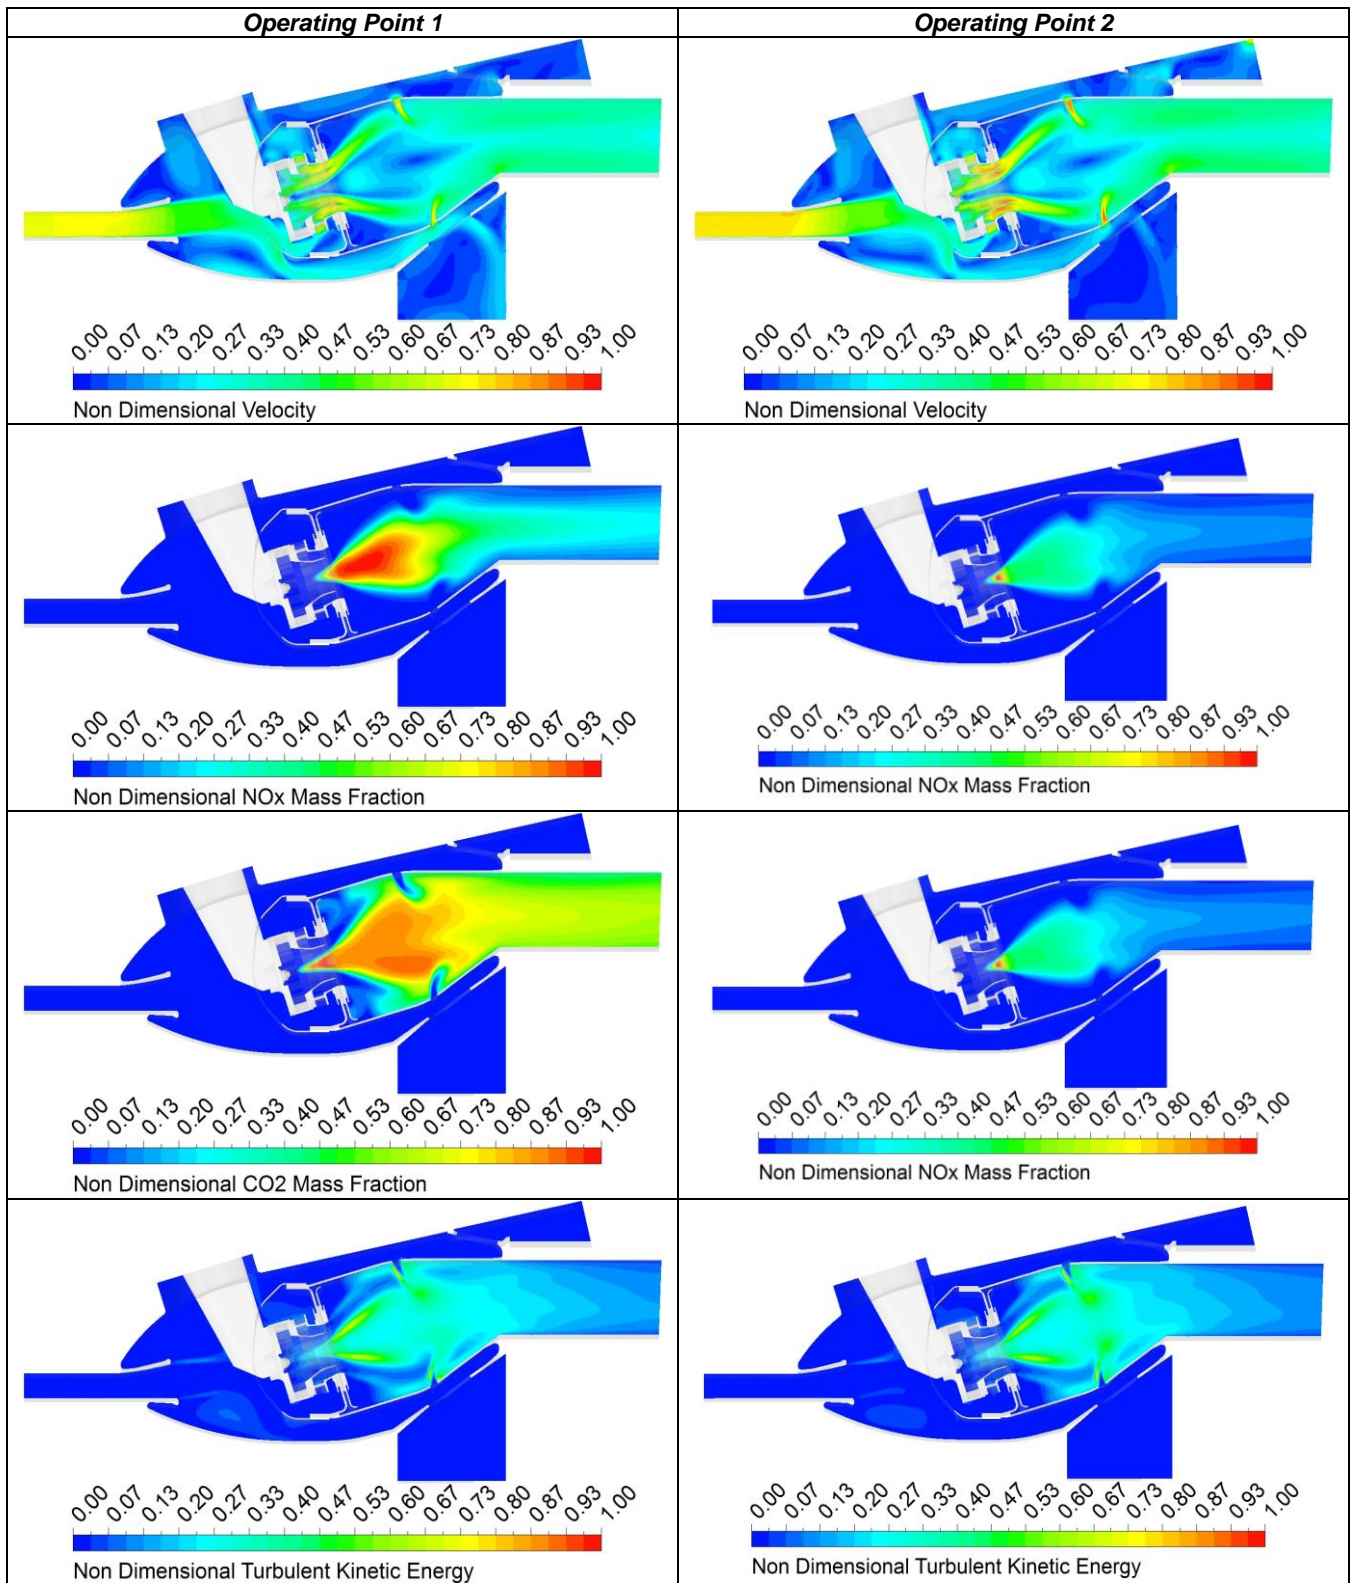 Operating Point 1
Operating Point 2
0.00 0.07 0.13 0.20 0.27 0.33 0.40 0.47 0.53 0.60 0.67 0.73 0.80 0.87 0.93 1.00
Non Dimensional Velocity
0.00 0.07 0.13 0.20 0.27 0.33 0.40 0.47 0.53 0.60 0.67 0.73 0.80 0.87 0.93 1.00
Non Dimensional Velocity
0.00 0.07 0.13 0.20 0.27 0.33 0.40 0.47 0.53 0.60 0.67 0.73 0.80 0.87 0.93 1.00
Non Dimensional NOx Mass Fraction
0.00 0.07 0.13 0.20 0.27 0.33 0.40 0.47 0.53 0.60 0.67 0.73 0.80 0.87 0.93 1.00
Non Dimensional NOx Mass Fraction
0.00 0.07 0.13 0.20 0.27 0.33 0.40 0.47 0.53 0.60 0.67 0.73 0.80 0.87 0.93 1.00
Non Dimensional CO2 Mass Fraction
0.00 0.07 0.13 0.20 0.27 0.33 0.40 0.47 0.53 0.60 0.67 0.73 0.80 0.87 0.93 1.00
Non Dimensional NOx Mass Fraction
0.00 0.07 0.13 0.20 0.27 0.33 0.40 0.47 0.53 0.60 0.67 0.73 0.80 0.87 0.93 1.00
Non Dimensional Turbulent Kinetic Energy
0.00 0.07 0.13 0.20 0.27 0.33 0.40 0.47 0.53 0.60 0.67 0.73 0.80 0.87 0.93 1.00
Non Dimensional Turbulent Kinetic Energy